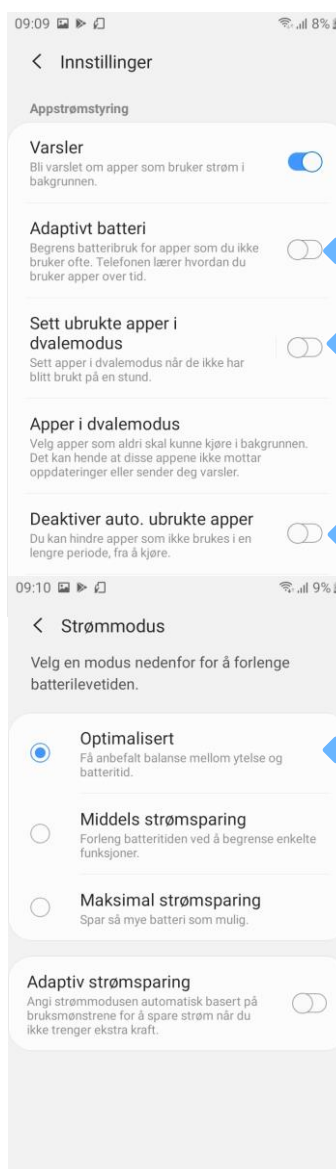 09:09 8%
Innstillinger
Appstrømstyring
Varsler
Bli varslet om apper som bruker strøm i
bakgrunnen.
Adaptivt batteri
Begrens batteribruk for apper som du ikke
bruker ofte. Telefonen lærer hvordan du
bruker apper over tid.
Sett ubrukte apper i
dvalemodus
Sett apper i dvalemodus når de ikke har
blitt brukt på en stund.
Apper i dvalemodus
Velg apper som aldri skal kunne kjøre i bakgrunnen.
Det kan hende at disse appene ikke mottar
oppdateringer eller sender deg varsler.
Deaktiver auto. ubrukte apper
Du kan hindre apper som ikke brukes i en
lengre periode, fra å kjøre.
09:10 9%
Strømmodus
Velg en modus nedenfor for å forlenge
batterilevetiden.
Optimalisert
Få anbefalt balanse mellom ytelse og
batteritid.
Middels strømsparing
Forleng batteritiden ved å begrense enkelte
funksjoner.
Maksimal strømsparing
Spar så mye batteri som mulig.
Adaptiv strømsparing
Angi strømmodusen automatisk basert på
bruksmønstrene for å spare strøm når du
ikke trenger ekstra kraft.